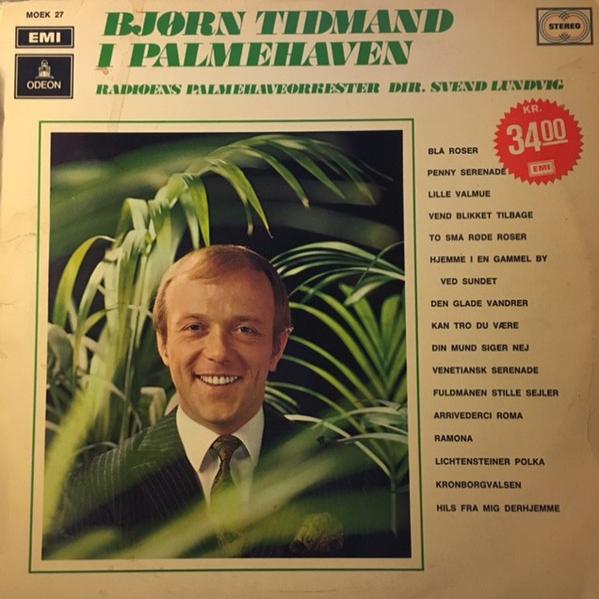 MOEK 27
EMI
ODEON
BJØRN TIDMAND
I PALMEHAVEN
RADIOENS PALMEHAVEORKESTER DIR. SVEND LUNDVIG
STEREO
KR.
34 00
EMI
BLÅ ROSER
PENNY SERENADE
LILLE VALMUE
VEND BLIKKET TILBAGE
TO SMÅ RØDE ROSER
HJEMME I EN GAMMEL BY
VED SUNDET
DEN GLADE VANDRER
KAN TRO DU VÆRE
DIN MUND SIGER NEJ
VENETIANSK SERENADE
FULDMÅNEN STILLE SEJLER
ARRIVEDERCI ROMA
RAMONA
LICHTENSTEINER POLKA
KRONBORGVALSEN
HILS FRA MIG DERHJEMME